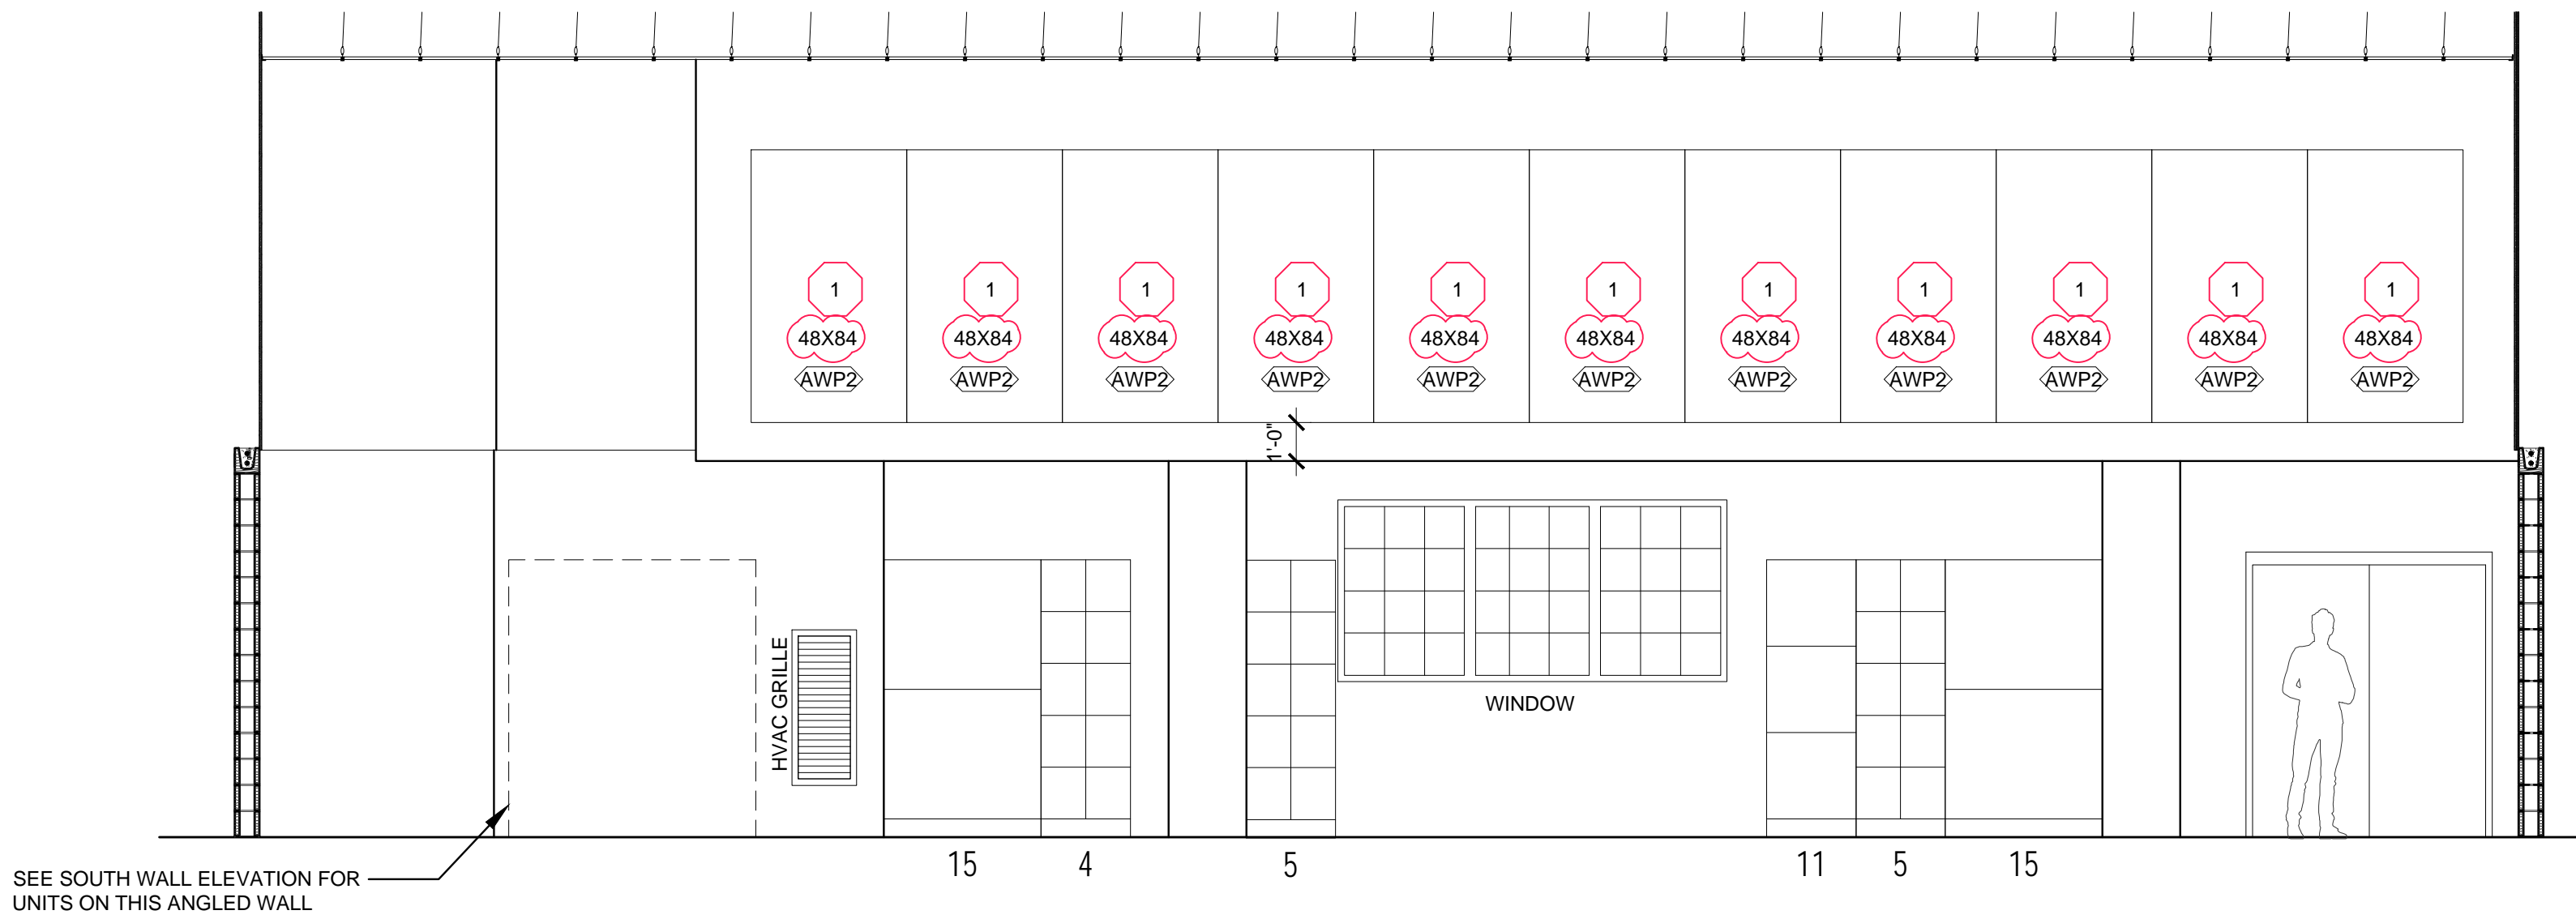 1 1 1 1 1 1 1 1 1 1 1
48X84 48X84 48X84 48X84 48X84 48X84 48X84 48X84 48X84 48X84 48X84
AWP2 AWP2 AWP2 AWP2 AWP2 AWP2 AWP2 AWP2 AWP2 AWP2 AWP2
1'-0"
HVAC GRILLE
WINDOW
15 4 5 11 5 15
SEE SOUTH WALL ELEVATION FOR
UNITS ON THIS ANGLED WALL